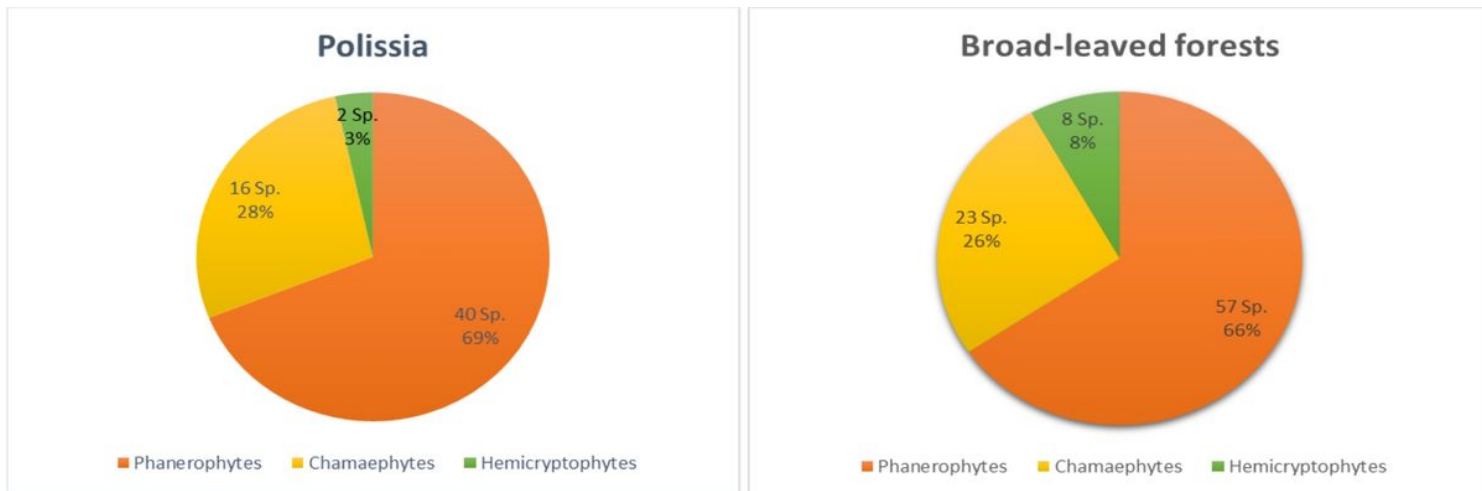 Polissia
2 Sp.
3%
16 Sp.
28%
40 Sp.
69%
Phanerophytes Chamaephytes Hemicryptophytes
Broad-leaved forests
8 Sp.
8%
23 Sp.
26%
57 Sp.
66%
Phanerophytes Chamaephytes Hemicryptophytes